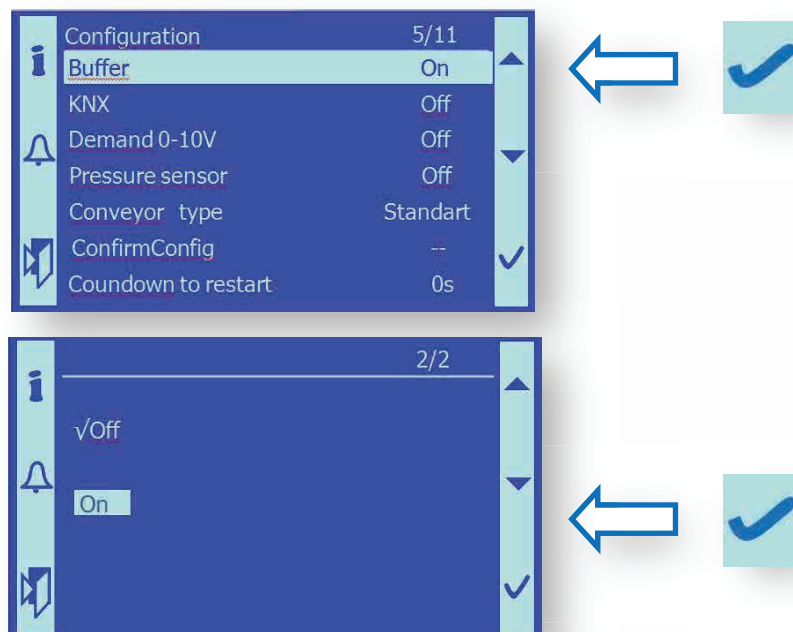 Configuration 5/11
Buffer On
KNX Off
Demand 0-10V Off
Pressure sensor Off
Conveyor type Standart
ConfirmConfig --
Coundown to restart 0s
2/2
√Off
On